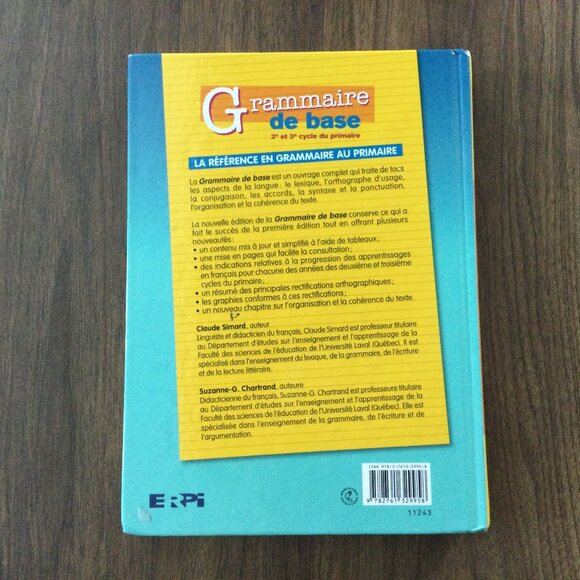 Grammaire
de base
2e et 3e cycle du primaire
LA RÉFÉRENCE EN GRAMMAIRE AU PRIMAIRE
La Grammaire de base est un ouvrage complet qui traite de tous
les aspects de la langue : le lexique, l'orthographe d'usage,
la conjugaison, les accords, la syntaxe et la ponctuation,
l'organisation et la cohérence du texte.
La nouvelle édition de la Grammaire de base conserve ce qui a
fait le succès de la première édition tout en offrant plusieurs
nouveautés :
• un contenu mis à jour et simplifié à l'aide de tableaux ;
• une mise en pages qui facilite la consultation ;
• des indications relatives à la progression des apprentissages
en français pour chacune des années des deuxième et troisième
cycles du primaire ;
• un résumé des principales rectifications orthographiques ;
• les graphies conformes à ces rectifications ;
• un nouveau chapitre sur l'organisation et la cohérence du texte.
Claude Simard, auteur
Linguiste et didacticien du français, Claude Simard est professeur titulaire
au Département d'études sur l'enseignement et l'apprentissage de la
Faculté des sciences de l'éducation de l'Université Laval (Québec). Il est
spécialisé dans l'enseignement du lexique, de la grammaire, de l'écriture
et de la lecture littéraire.
Suzanne-G. Chartrand, auteure
Didacticienne du français, Suzanne-G. Chartrand est professeure titulaire
au Département d'études sur l'enseignement et l'apprentissage de la
Faculté des sciences de l'éducation de l'Université Laval (Québec). Elle est
spécialisée dans l'enseignement de la grammaire, de l'écriture et de
l'argumentation.
ISBN 978-2-7613-2995-8
9 782761 329958
11243
ERPI